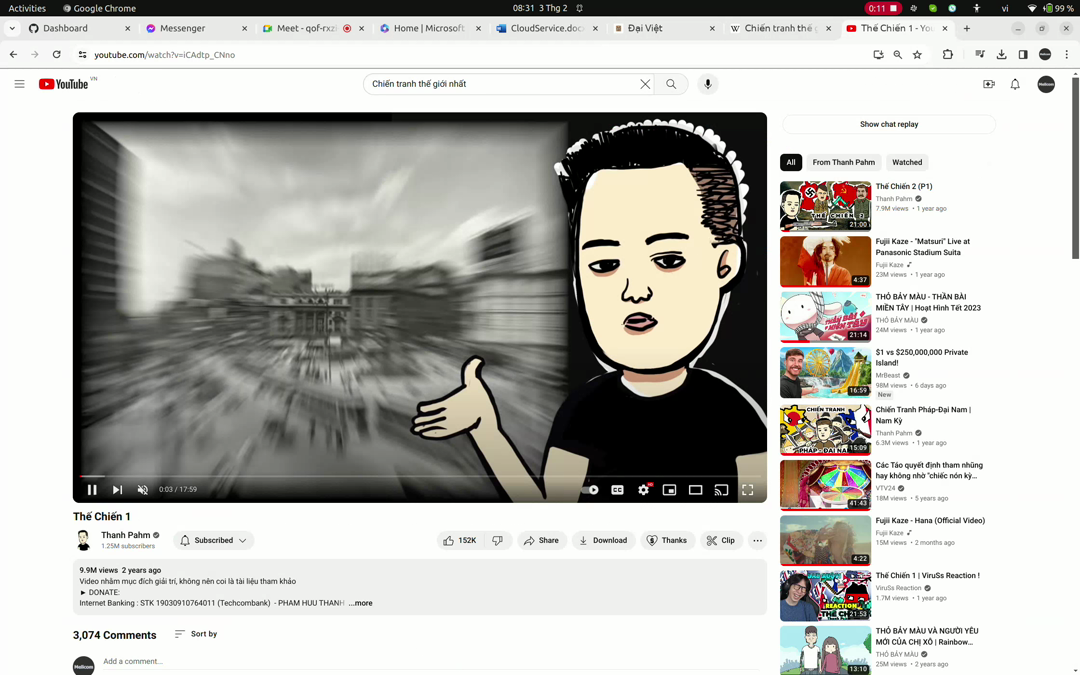 Activities
Google Chrome
08:31 3 Thg 2
0:11
vi
99 %
Dashboard
Messenger
Meet - qof-rxzi
Home | Microsoft
CloudService.docx
Đại Việt
Chiến tranh thế g
Thế Chiến 1 - You
youtube.com/watch?v=iCAdtp_CNno
YouTube VN
Chiến tranh thế giới nhất
Show chat replay
All
From Thanh Pahm
Watched
Thế Chiến 2 (P1)
Thanh Pahm
7.9M views • 1 year ago
THẾ CHIẾN 2
21:00
Fujii Kaze - "Matsuri" Live at
Panasonic Stadium Suita
Fujii Kaze
23M views • 1 year ago
4:37
THỎ BẢY MÀU - THẦN BÀI
MIỀN TÂY | Hoạt Hình Tết 2023
THỎ BẢY MÀU
24M views • 1 year ago
21:14
$1 vs $250,000,000 Private
Island!
MrBeast
98M views • 6 days ago
New
16:59
Chiến Tranh Pháp-Đại Nam |
Nam Kỳ
Thanh Pahm
6.3M views • 1 year ago
CHIẾN TRANH
PHÁP-ĐẠI NAM
15:09
Các Táo quyết định tham nhũng
hay không nhờ "chiếc nón kỳ...
VTV24
18M views • 5 years ago
41:43
Fujii Kaze - Hana (Official Video)
Fujii Kaze
15M views • 2 months ago
4:22
Thế Chiến 1 | ViruSs Reaction !
ViruSs Reaction
1.7M views • 1 year ago
REACTION
21:53
THỎ BẢY MÀU VÀ NGƯỜI YÊU
MỚI CỦA CHỊ XÔ | Rainbow...
THỎ BẢY MÀU
25M views • 2 years ago
13:10
0:03 / 17:59
Thế Chiến 1
Thanh Pahm
1.25M subscribers
Subscribed
152K
Share
Download
Thanks
Clip
9.9M views 2 years ago
Video nhằm mục đích giải trí, không nên coi là tài liệu tham khảo
► DONATE:
Internet Banking : STK 19030910764011 (Techcombank) - PHAM HUU THANH ...more
3,074 Comments
Sort by
Add a comment...